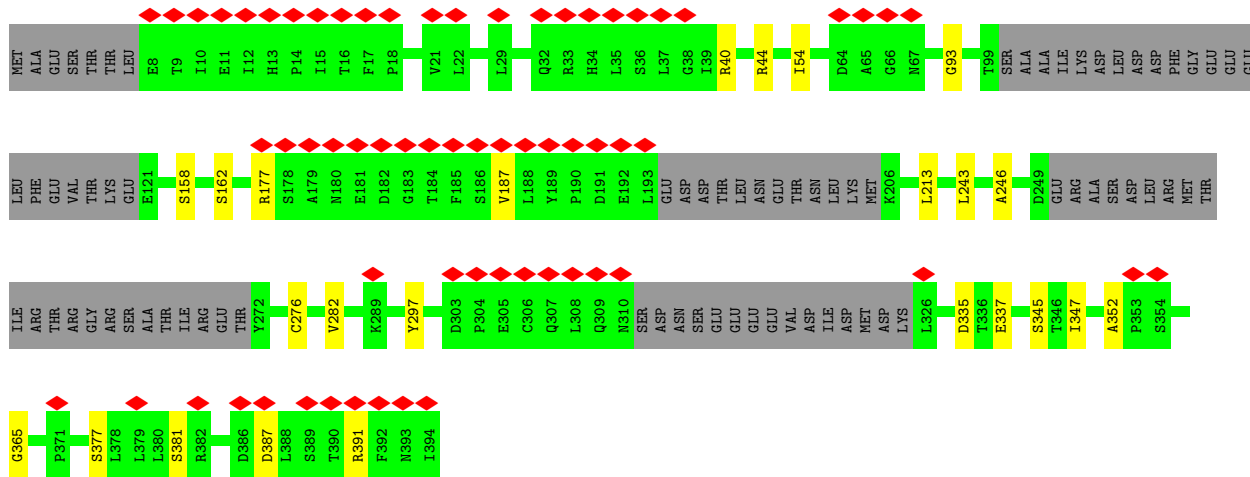 MET ALA GLU SER THR THR LEU E8 T9 I10 E11 I12 H13 P14 I15 T16 F17 P18 V21 L22 L29 Q32 R33 H34 L35 S36 L37 G38 I39 R40 R44 I54 D64 A65 G66 N67 G93 T99 SER ALA ALA ILE LYS ASP LEU ASP ASP PHE GLY GLU GLU GLU
LEU PHE GLU VAL THR LYS GLU E121 S158 S162 R177 S178 A179 N180 E181 D182 G183 T184 F185 S186 V187 L188 Y189 P190 D191 E192 L193 GLU ASP ASP THR LEU ASN GLU THR ASN LEU LYS MET K206 L213 L243 A246 D249 GLU ARG ALA SER ASP LEU ARG MET THR
ILE ARG THR ARG GLY ARG SER ALA THR ILE ARG GLU THR Y272 C276 V282 K289 Y297 D303 P304 E305 C306 Q307 L308 Q309 N310 SER ASP ASN SER GLU GLU GLU GLU VAL ASP ILE ASP MET ASP LYS L326 D335 T336 E337 S345 T346 I347 A352 P353 S354
G365 P371 S377 L378 L379 L380 S381 R382 D386 D387 L388 S389 T390 R391 F392 N393 I394